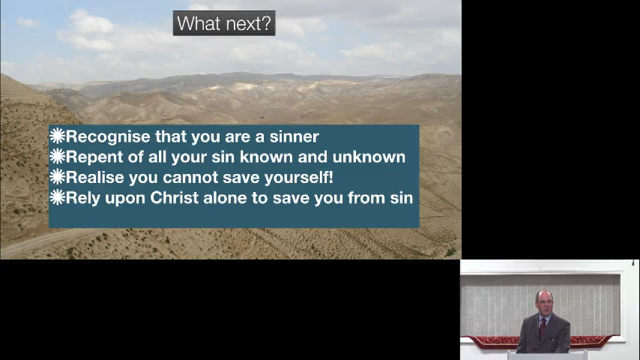 What next?
✺Recognise that you are a sinner
✺Repent of all your sin known and unknown
✺Realise you cannot save yourself!
✺Rely upon Christ alone to save you from sin